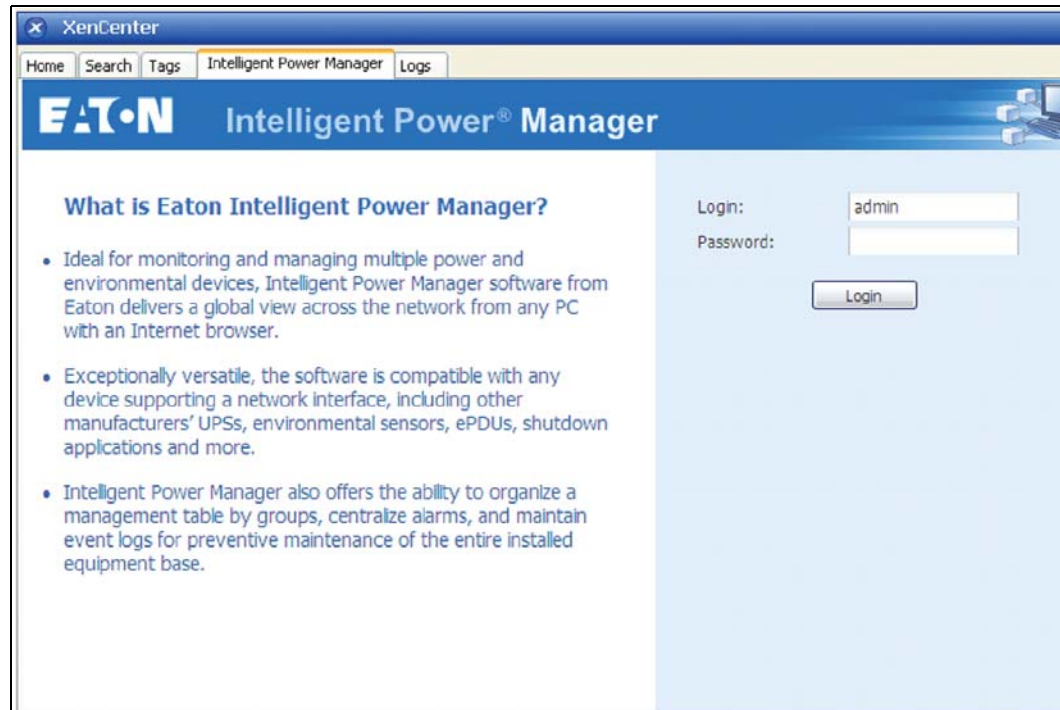 XenCenter
Home Search Tags Intelligent Power Manager Logs
EATON Intelligent Power® Manager
What is Eaton Intelligent Power Manager?
• Ideal for monitoring and managing multiple power and
environmental devices, Intelligent Power Manager software from
Eaton delivers a global view across the network from any PC
with an Internet browser.
• Exceptionally versatile, the software is compatible with any
device supporting a network interface, including other
manufacturers' UPSs, environmental sensors, ePDUs, shutdown
applications and more.
• Intelligent Power Manager also offers the ability to organize a
management table by groups, centralize alarms, and maintain
event logs for preventive maintenance of the entire installed
equipment base.
Login: admin
Password:
Login